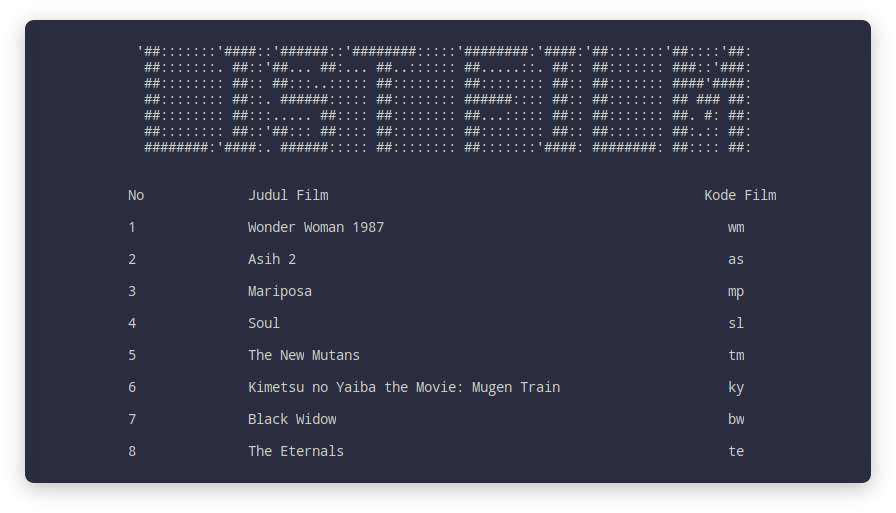 LIST FILM
No Judul Film Kode Film
1 Wonder Woman 1987 wm
2 Asih 2 as
3 Mariposa mp
4 Soul sl
5 The New Mutans tm
6 Kimetsu no Yaiba the Movie: Mugen Train ky
7 Black Widow bw
8 The Eternals te